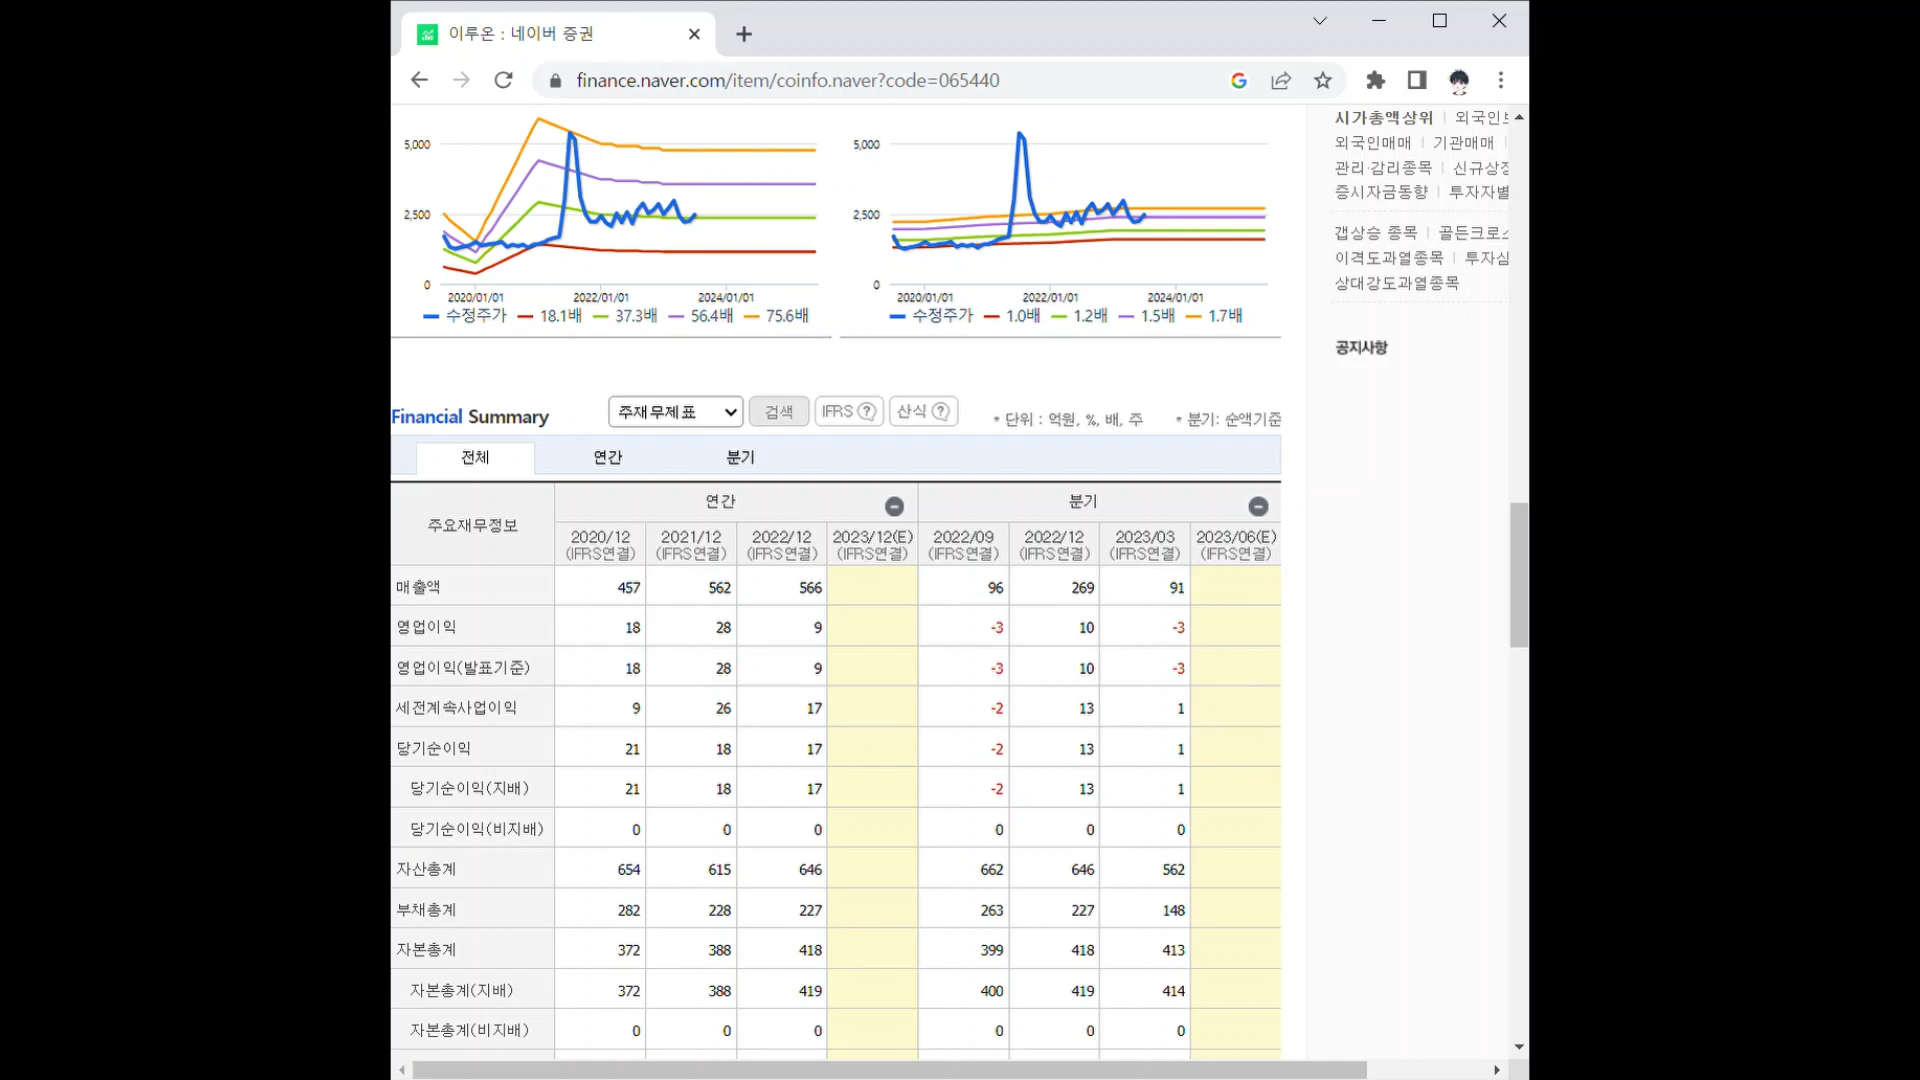 이루온 : 네이버 증권
finance.naver.com/item/coinfo.naver?code=065440
5,000
2,500
0
2020/01/01 2022/01/01 2024/01/01
수정주가 18.1배 37.3배 56.4배 75.6배
5,000
2,500
0
2020/01/01 2022/01/01 2024/01/01
수정주가 1.0배 1.2배 1.5배 1.7배
시가총액상위 외국인
외국인매매 기관매매
관리·감리종목 신규상장
증시자금동향 투자자별
갭상승 종목 골든크로스
이격도과열종목 투자심
상대강도과열종목
공지사항
Financial Summary 주재무제표 검색 IFRS ? 산식 ? * 단위 : 억원, %, 배, 주 * 분기: 순액기준
전체 연간 분기
주요재무정보 연간 분기
2020/12 2021/12 2022/12 2023/12(E) 2022/09 2022/12 2023/03 2023/06(E)
(IFRS연결) (IFRS연결) (IFRS연결) (IFRS연결) (IFRS연결) (IFRS연결) (IFRS연결) (IFRS연결)
매출액 457 562 566 96 269 91
영업이익 18 28 9 -3 10 -3
영업이익(발표기준) 18 28 9 -3 10 -3
세전계속사업이익 9 26 17 -2 13 1
당기순이익 21 18 17 -2 13 1
당기순이익(지배) 21 18 17 -2 13 1
당기순이익(비지배) 0 0 0 0 0 0
자산총계 654 615 646 662 646 562
부채총계 282 228 227 263 227 148
자본총계 372 388 418 399 418 413
자본총계(지배) 372 388 419 400 419 414
자본총계(비지배) 0 0 0 0 0 0